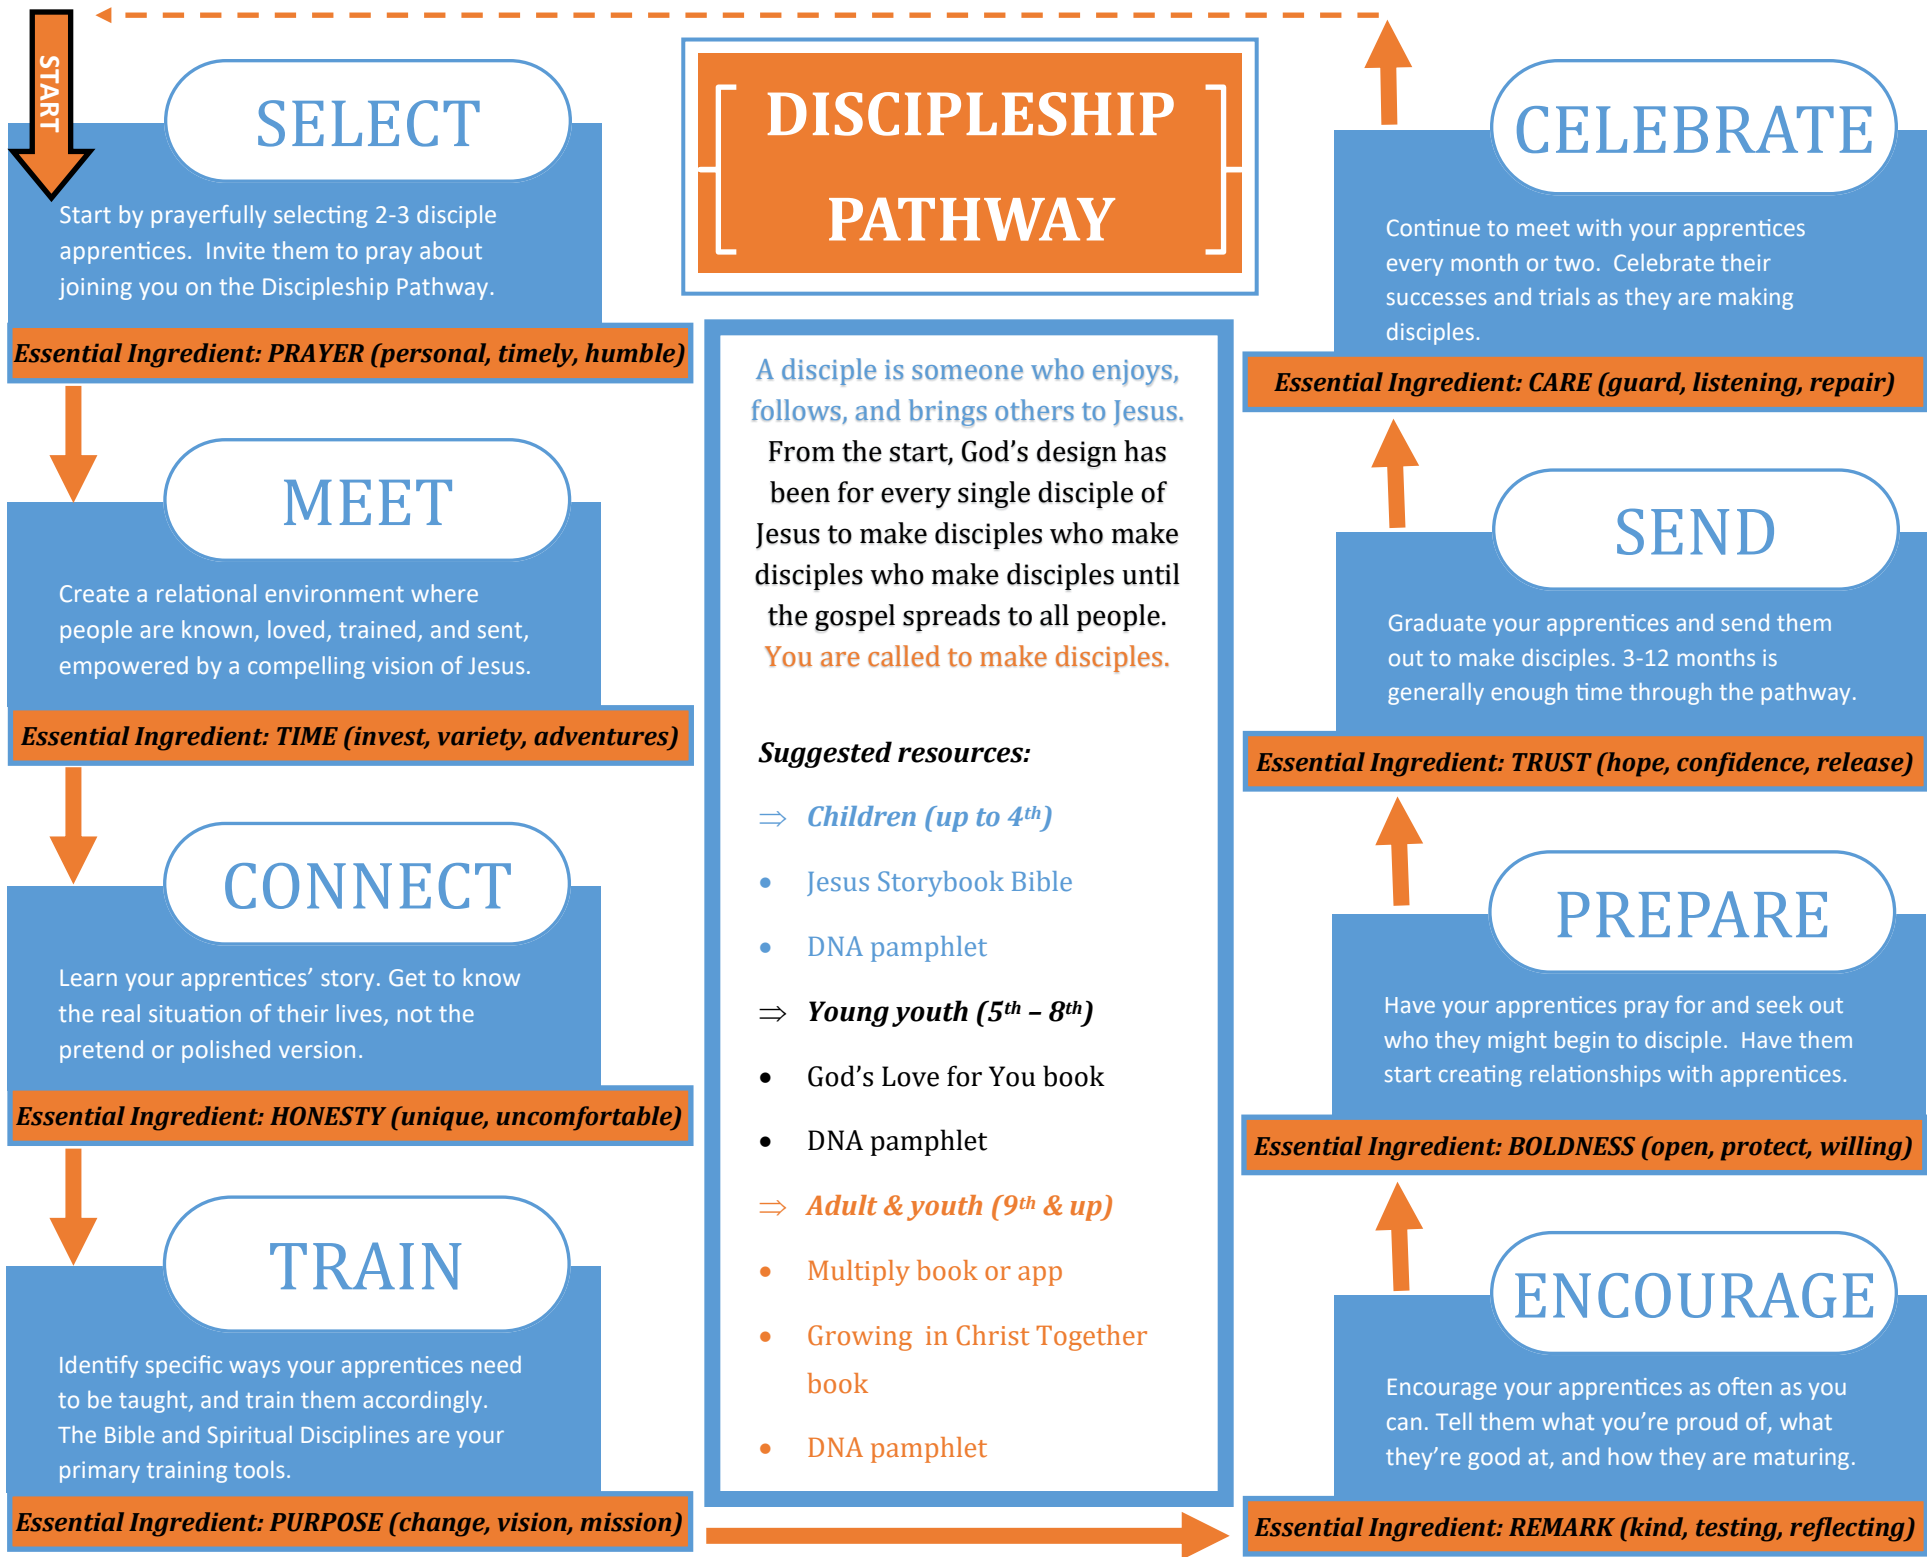 START
SELECT
Start by prayerfully selecting 2-3 disciple
apprentices.  Invite them to pray about
joining you on the Discipleship Pathway.
Essential Ingredient: PRAYER (personal, timely, humble)
MEET
Create a relational environment where
people are known, loved, trained, and sent,
empowered by a compelling vision of Jesus.
Essential Ingredient: TIME (invest, variety, adventures)
CONNECT
Learn your apprentices’ story. Get to know
the real situation of their lives, not the
pretend or polished version.
Essential Ingredient: HONESTY (unique, uncomfortable)
TRAIN
Identify specific ways your apprentices need
to be taught, and train them accordingly.
The Bible and Spiritual Disciplines are your
primary training tools.
Essential Ingredient: PURPOSE (change, vision, mission)
DISCIPLESHIP
PATHWAY
A disciple is someone who enjoys,
follows, and brings others to Jesus.
From the start, God’s design has
been for every single disciple of
Jesus to make disciples who make
disciples who make disciples until
the gospel spreads to all people.
You are called to make disciples.
Suggested resources:
⇒ Children (up to 4th)
• Jesus Storybook Bible
• DNA pamphlet
⇒ Young youth (5th – 8th)
• God’s Love for You book
• DNA pamphlet
⇒ Adult & youth (9th & up)
• Multiply book or app
• Growing  in Christ Together
book
• DNA pamphlet
CELEBRATE
Continue to meet with your apprentices
every month or two.  Celebrate their
successes and trials as they are making
disciples.
Essential Ingredient: CARE (guard, listening, repair)
SEND
Graduate your apprentices and send them
out to make disciples. 3-12 months is
generally enough time through the pathway.
Essential Ingredient: TRUST (hope, confidence, release)
PREPARE
Have your apprentices pray for and seek out
who they might begin to disciple.  Have them
start creating relationships with apprentices.
Essential Ingredient: BOLDNESS (open, protect, willing)
ENCOURAGE
Encourage your apprentices as often as you
can. Tell them what you’re proud of, what
they’re good at, and how they are maturing.
Essential Ingredient: REMARK (kind, testing, reflecting)